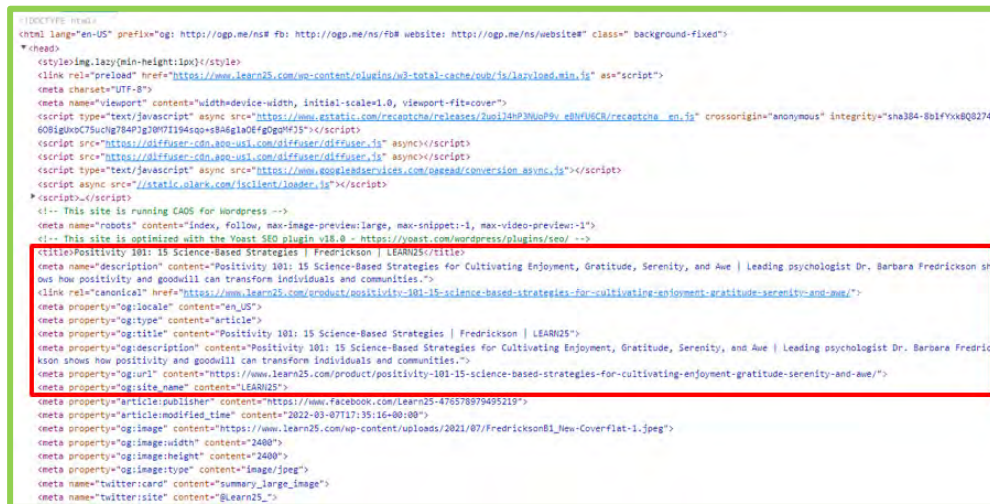 <!DOCTYPE html>
<html lang="en-US" prefix="og: http://ogp.me/ns# fb: http://ogp.me/ns/fb# website: http://ogp.me/ns/website#" class=" background-fixed">
▼<head>
<style>img.lazy{min-height:1px}</style>
<link rel="preload" href="https://www.learn25.com/wp-content/plugins/w3-total-cache/pub/js/lazyload.min.js" as="script">
<meta charset="UTF-8">
<meta name="viewport" content="width=device-width, initial-scale=1.0, viewport-fit=cover">
<script type="text/javascript" async src="https://www.gstatic.com/recaptcha/releases/ recaptcha__en.js" crossorigin="anonymous" integrity="
></script>
<script src="https://diffuser-cdn.app-us1.com/diffuser/diffuser.js" async></script>
<script src="https://diffuser-cdn.app-us1.com/diffuser/diffuser.js" async></script>
<script type="text/javascript" async src="https://www.googleadservices.com/pagead/conversion_async.js"></script>
<script async src="//static.olark.com/jsclient/loader.js"></script>
▶<script>…</script>
<!-- This site is running CAOS for Wordpress -->
<meta name="robots" content="index, follow, max-image-preview:large, max-snippet:-1, max-video-preview:-1">
<!-- This site is optimized with the Yoast SEO plugin v18.0 - https://yoast.com/wordpress/plugins/seo/ -->
<title>Positivity 101: 15 Science-Based Strategies | Fredrickson | LEARN25</title>
<meta name="description" content="Positivity 101: 15 Science-Based Strategies for Cultivating Enjoyment, Gratitude, Serenity, and Awe | Leading psychologist Dr. Barbara Fredrickson sh
ows how positivity and goodwill can transform individuals and communities.">
<link rel="canonical" href="https://www.learn25.com/product/positivity-101-15-science-based-strategies-for-cultivating-enjoyment-gratitude-serenity-and-awe/">
<meta property="og:locale" content="en_US">
<meta property="og:type" content="article">
<meta property="og:title" content="Positivity 101: 15 Science-Based Strategies | Fredrickson | LEARN25">
<meta property="og:description" content="Positivity 101: 15 Science-Based Strategies for Cultivating Enjoyment, Gratitude, Serenity, and Awe | Leading psychologist Dr. Barbara Fredric
kson shows how positivity and goodwill can transform individuals and communities.">
<meta property="og:url" content="https://www.learn25.com/product/positivity-101-15-science-based-strategies-for-cultivating-enjoyment-gratitude-serenity-and-awe/">
<meta property="og:site_name" content="LEARN25">
<meta property="article:publisher" content="https://www.facebook.com/Learn25-476578979495219">
<meta property="article:modified_time" content="2022-03-07T17:35:16+00:00">
<meta property="og:image" content="https://www.learn25.com/wp-content/uploads/2021/07/FredricksonB1_New-Coverflat-1.jpeg">
<meta property="og:image:width" content="2400">
<meta property="og:image:height" content="2400">
<meta property="og:image:type" content="image/jpeg">
<meta name="twitter:card" content="summary_large_image">
<meta name="twitter:site" content="@Learn25_">